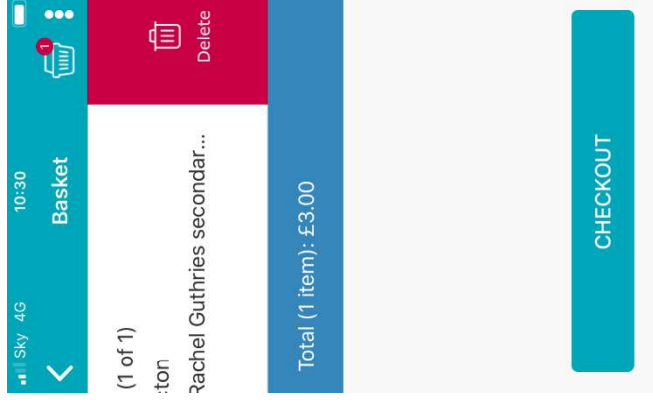 Sky 4G 10:30
Basket 1
(1 of 1)
Delete
Rachel Guthries secondar...
Total (1 item): £3.00
CHECKOUT